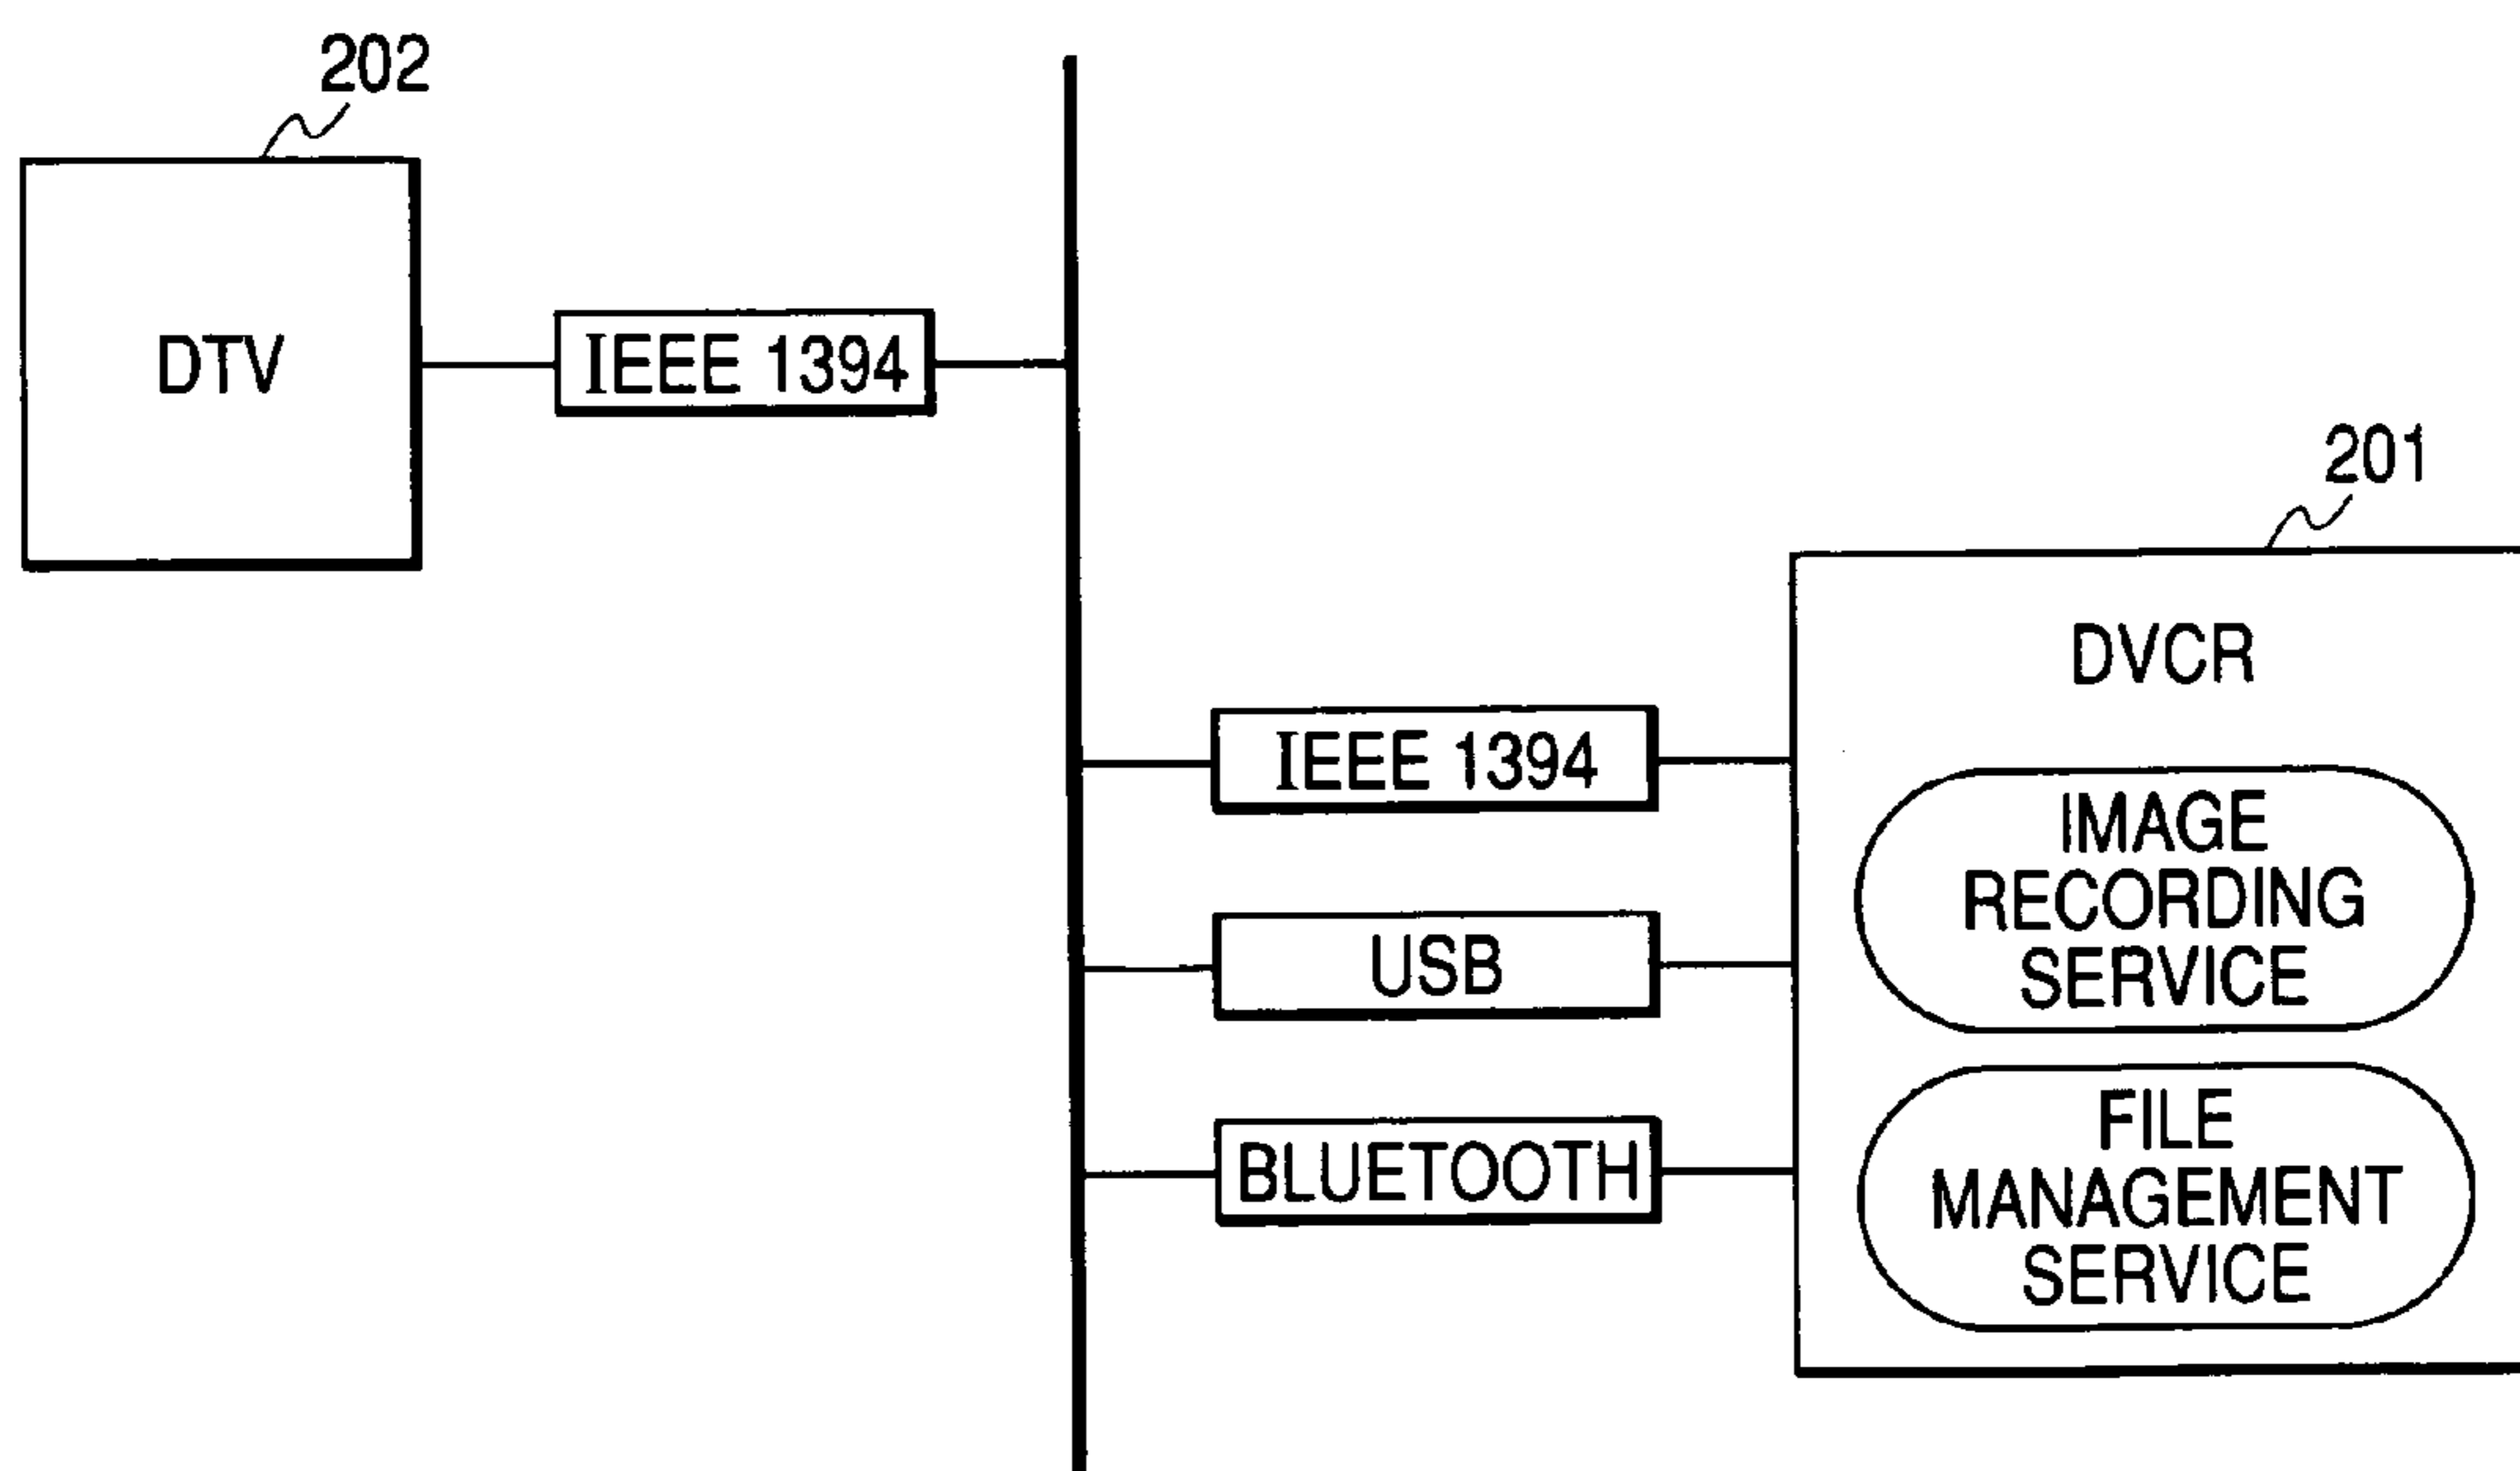 202
DTV
IEEE 1394
201
DVCR
IEEE 1394
IMAGE
RECORDING
SERVICE
USB
FILE
MANAGEMENT
SERVICE
BLUETOOTH